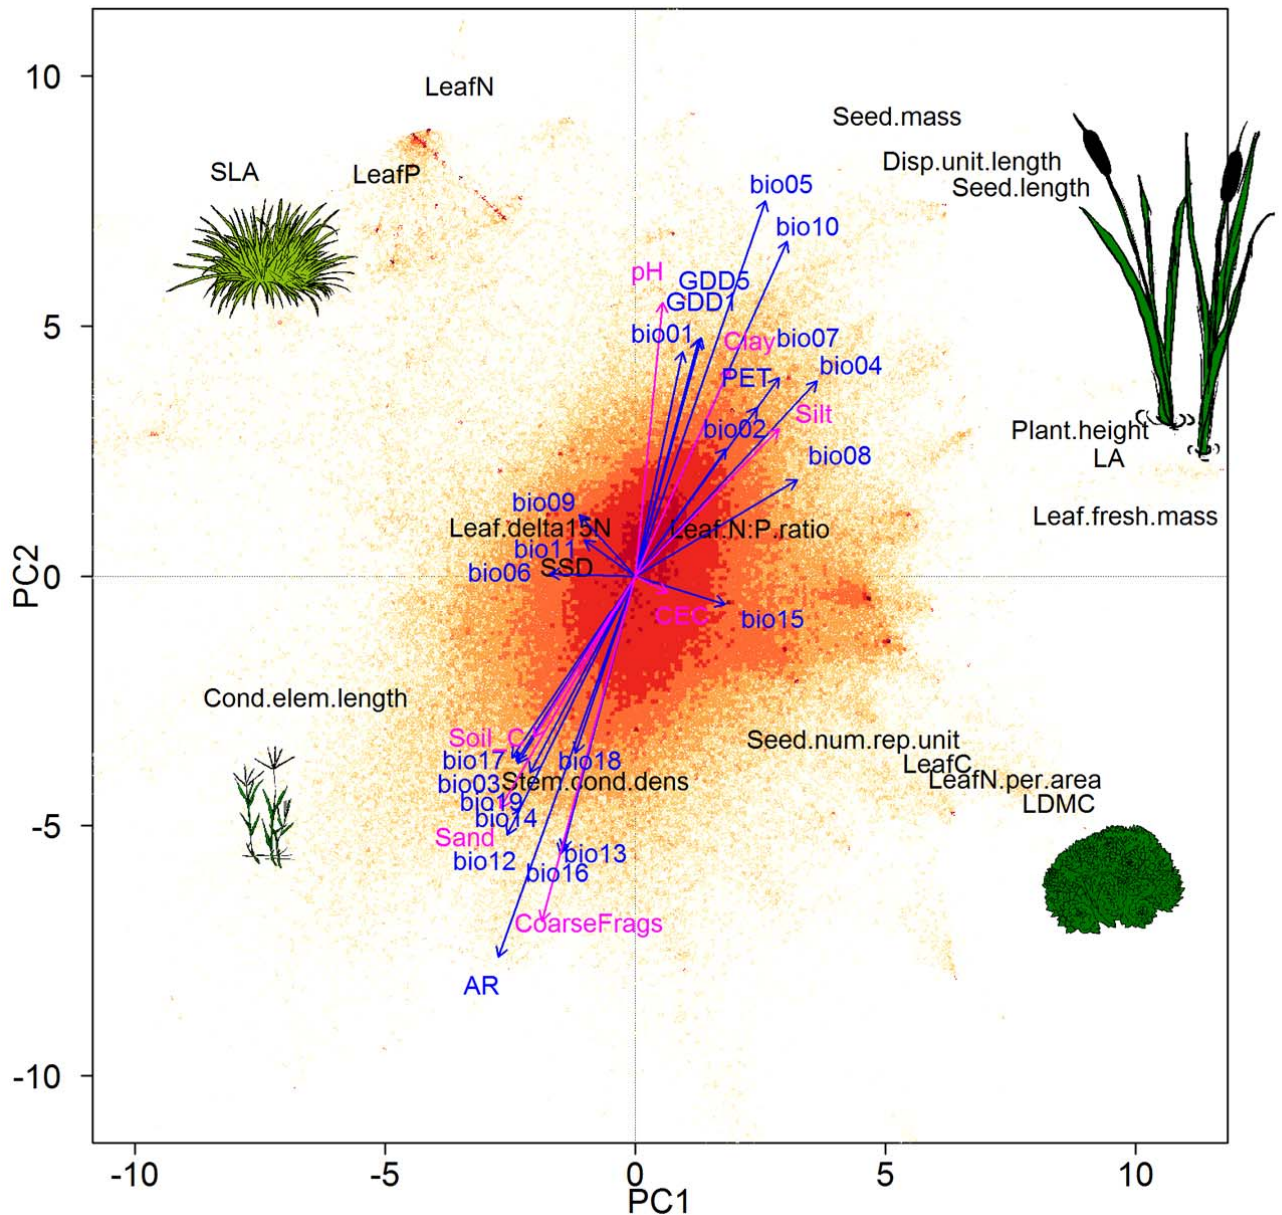 10
LeafN
Seed.mass
SLA
LeafP
Disp.unit.length
Seed.length
bio05
bio10
pH
GDD5
GDD1
5
bio01
Clay
bio07
PET
bio04
Silt
bio02
Plant.height
bio08
LA
bio09
Leaf.fresh.mass
Leaf.delta15N
Leaf.N:P.ratio
bio11
SSD
bio06
PC2
0
CEC
bio15
Cond.elem.length
Soil_C
Seed.num.rep.unit
bio17
bio18
LeafC
bio03
Stem.cond.dens
LeafN.per.area
bio19
LDMC
bio14
-5
Sand
bio12
bio13
bio16
CoarseFrags
AR
-10
-10
-5
0
5
10
PC1